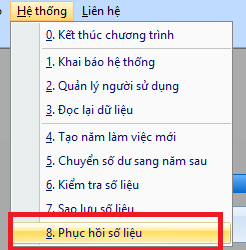 Hệ thống Liên hệ
0. Kết thúc chương trình
1. Khai báo hệ thống
2. Quản lý người sử dụng
3. Đọc lại dữ liệu
4. Tạo năm làm việc mới
5. Chuyển số dư sang năm sau
6. Kiểm tra số liệu
7. Sao lưu số liệu
8. Phục hồi số liệu